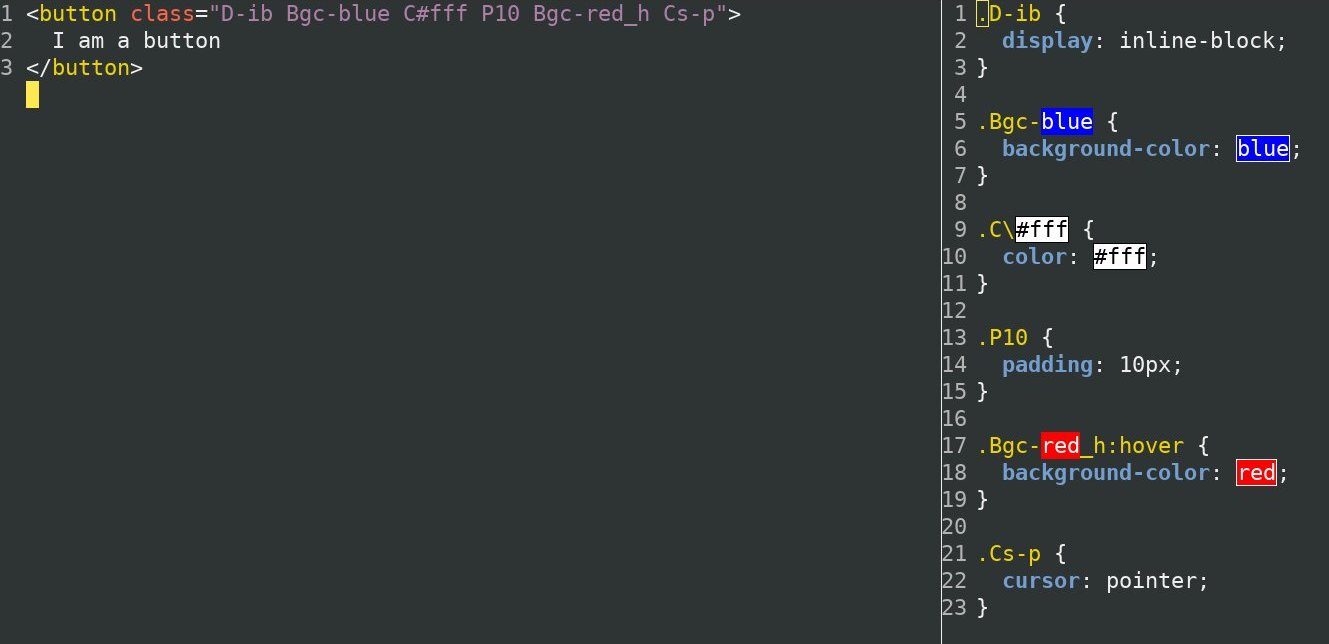 1 <button class="D-ib Bgc-blue C#fff P10 Bgc-red_h Cs-p">
2   I am a button
3 </button>
1 .D-ib {
2   display: inline-block;
3 }
4
5 .Bgc-blue {
6   background-color: blue;
7 }
8
9 .C\#fff {
10   color: #fff;
11 }
12
13 .P10 {
14   padding: 10px;
15 }
16
17 .Bgc-red_h:hover {
18   background-color: red;
19 }
20
21 .Cs-p {
22   cursor: pointer;
23 }